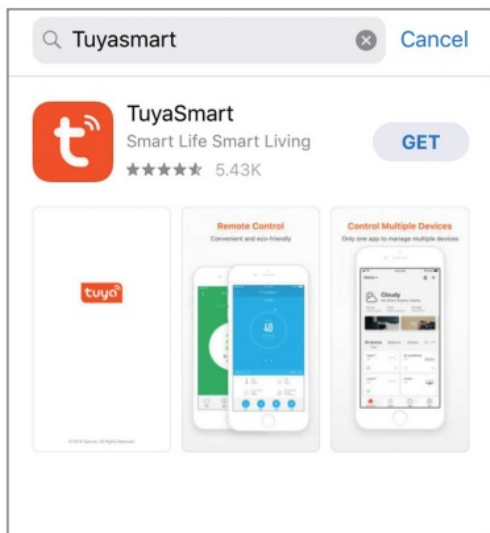 Tuyasmart
Cancel
TuyaSmart
Smart Life Smart Living
GET
5.43K
tuya
Remote Control
Convenient and eco-friendly
40
Control Multiple Devices
Only one app to manage multiple devices
Cloudy